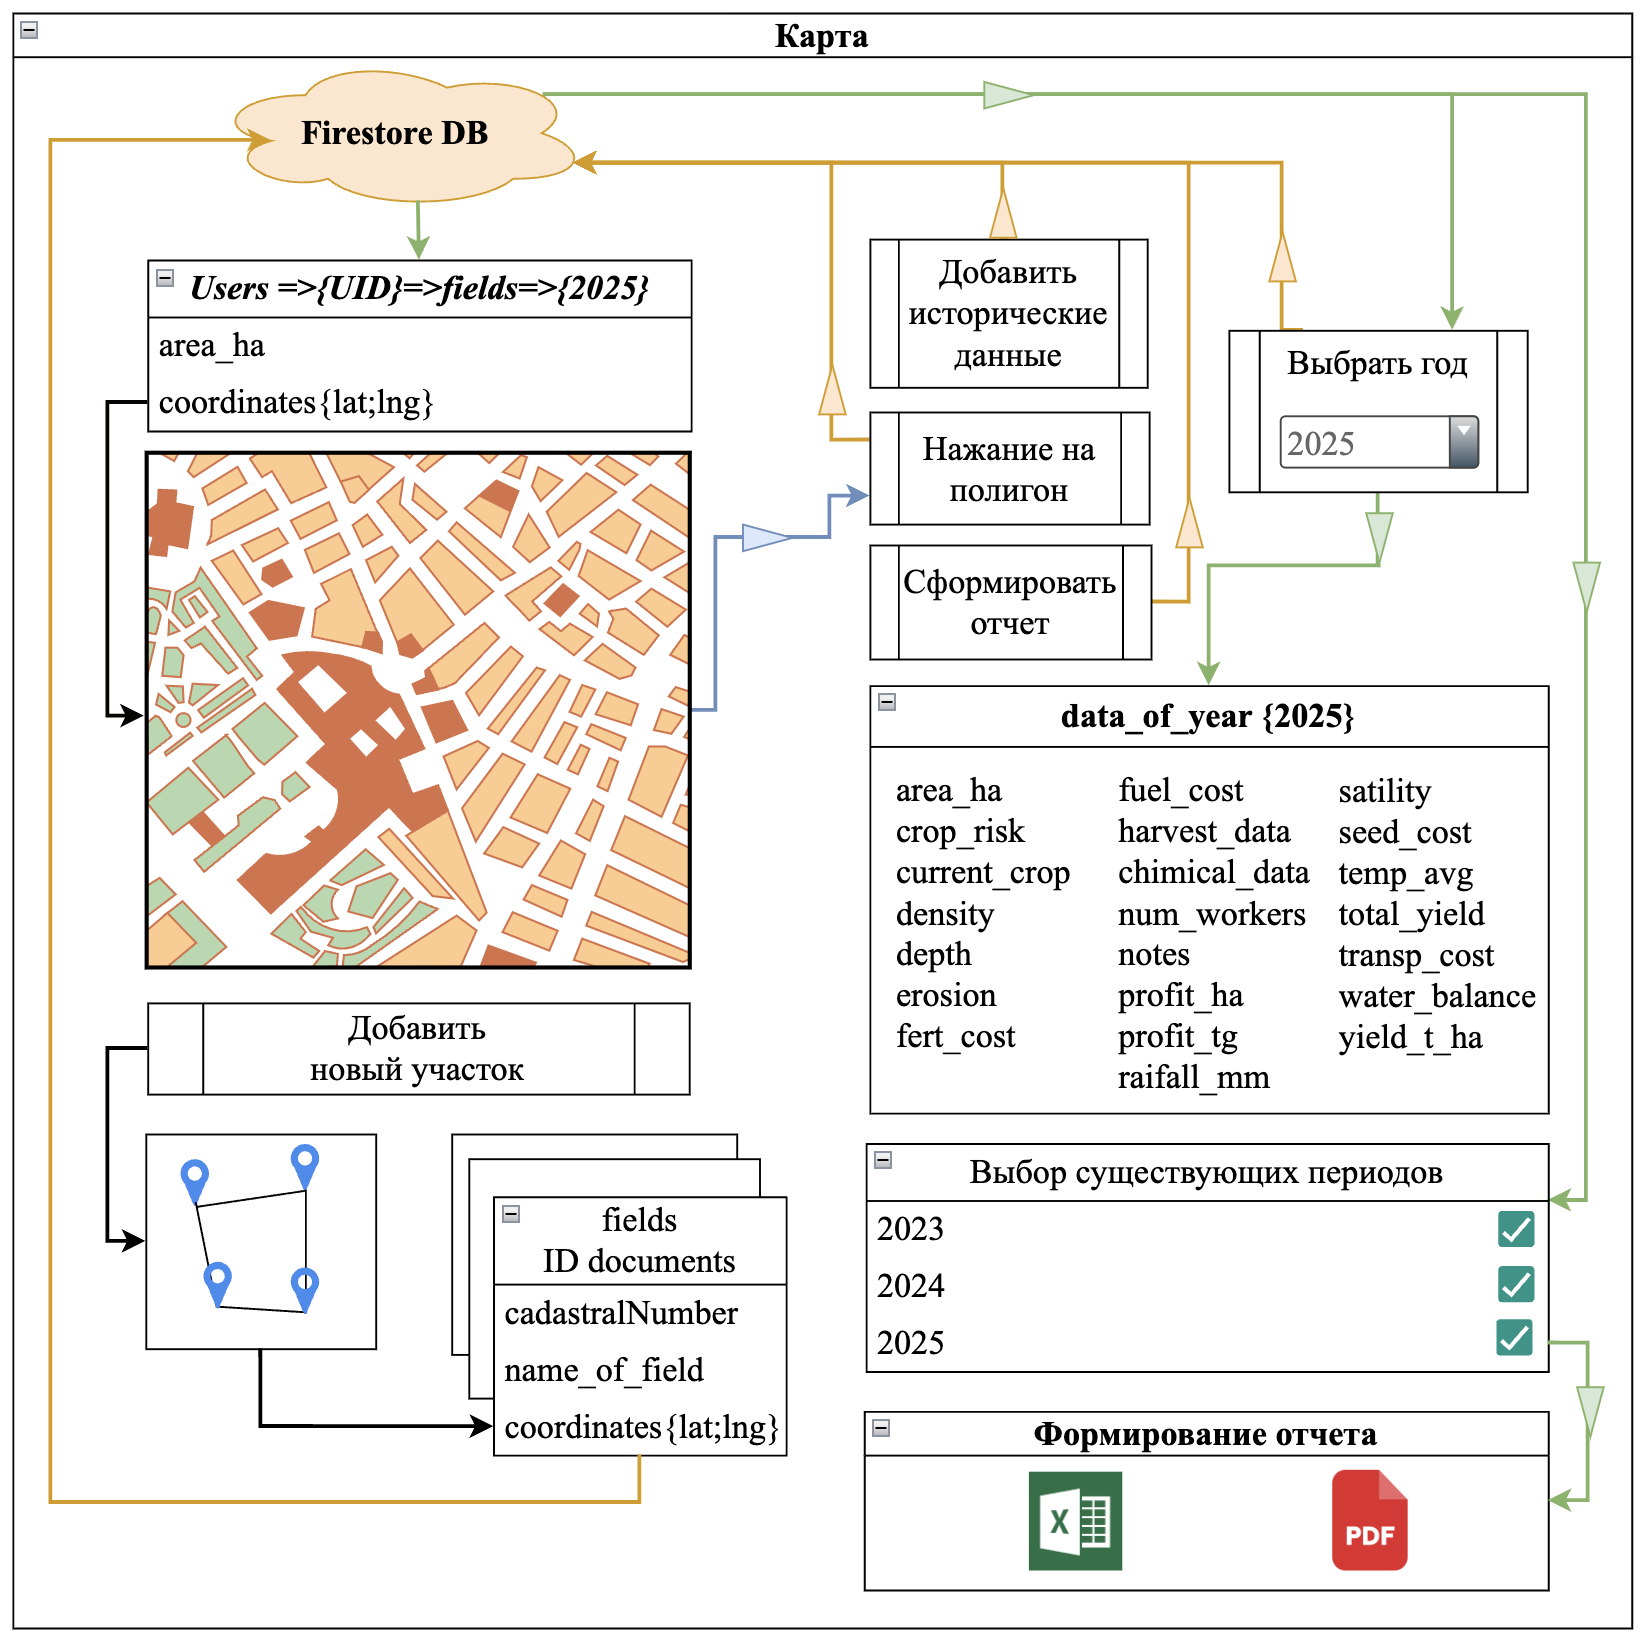 Карта
Firestore DB
Users =>{UID}=>fields=>{2025}
area_ha
coordinates{lat;lng}
Добавить
исторические
данные
Нажание на
полигон
Сформировать
отчет
Выбрать год
2025
data_of_year {2025}
area_ha
crop_risk
current_crop
density
depth
erosion
fert_cost
fuel_cost
harvest_data
chimical_data
num_workers
notes
profit_ha
profit_tg
raifall_mm
satility
seed_cost
temp_avg
total_yield
transp_cost
water_balance
yield_t_ha
Добавить
новый участок
fields
ID documents
cadastralNumber
name_of_field
coordinates{lat;lng}
Выбор существующих периодов
2023
2024
2025
Формирование отчета
X
PDF